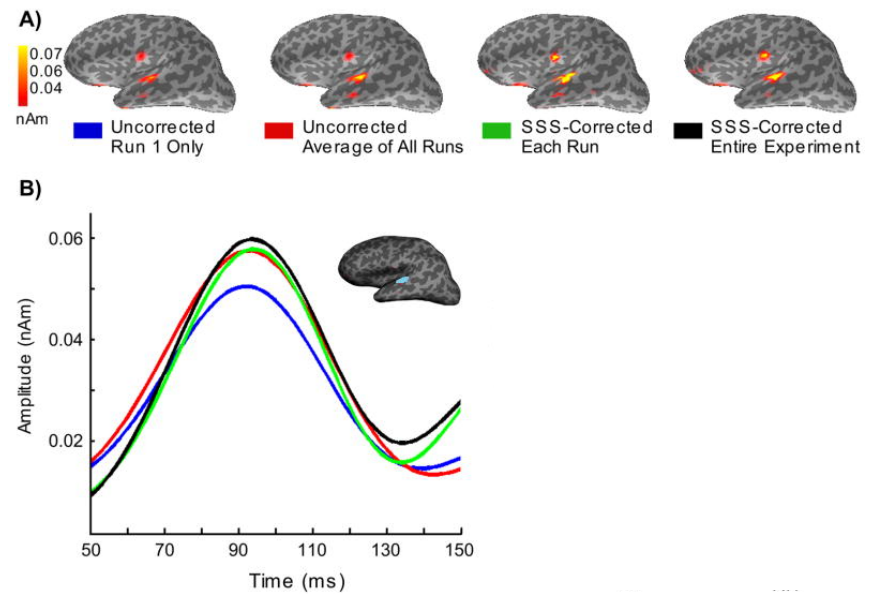 A)
0.07
0.06
0.04
nAm
Uncorrected
Run 1 Only
Uncorrected
Average of All Runs
SSS-Corrected
Each Run
SSS-Corrected
Entire Experiment
B)
0.06
0.04
0.02
Amplitude (nAm)
50 70 90 110 130 150
Time (ms)